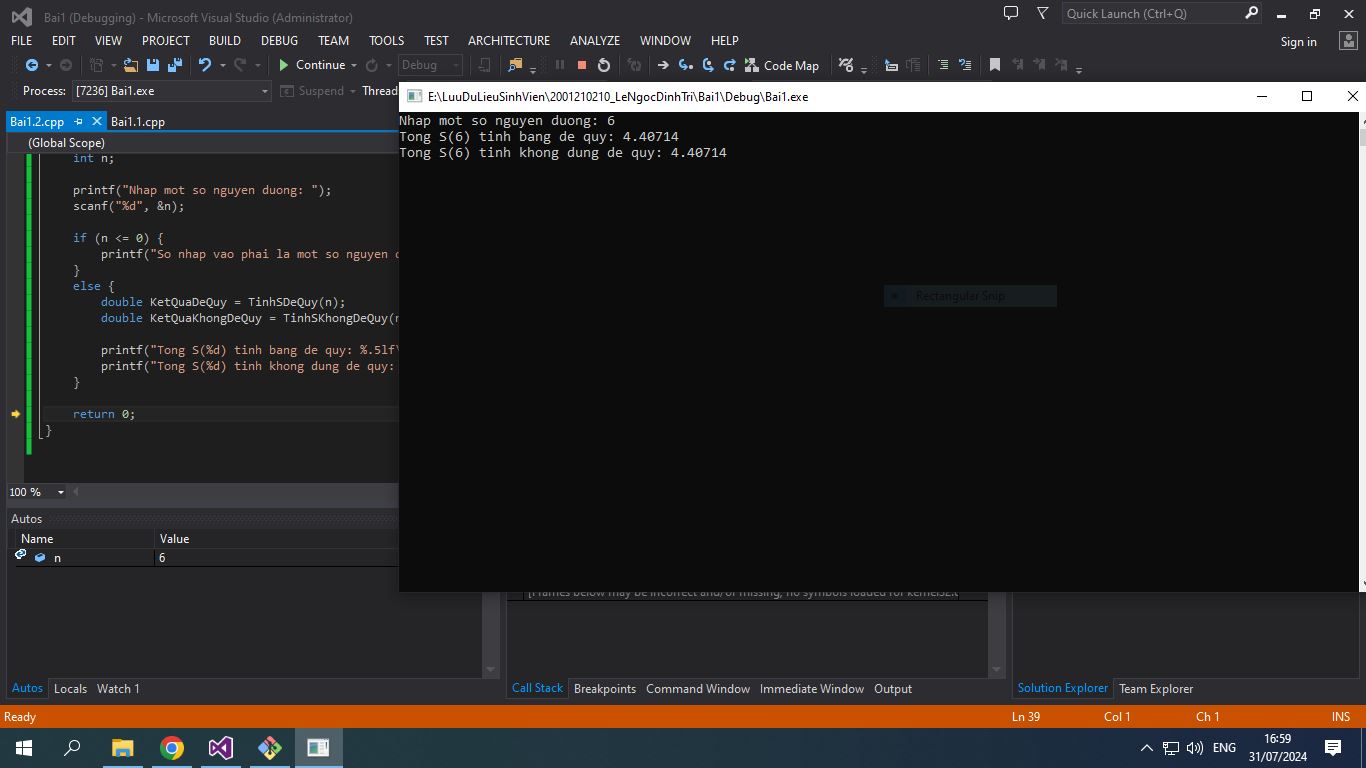 Bai1 (Debugging) - Microsoft Visual Studio (Administrator)
Quick Launch (Ctrl+Q)
FILE EDIT VIEW PROJECT BUILD DEBUG TEAM TOOLS TEST ARCHITECTURE ANALYZE WINDOW HELP
Sign in
Continue Debug Code Map
Process: [7236] Bai1.exe Suspend Thread
E:\LuuDuLieuSinhVien\2001210210_LeNgocDinhTri\Bai1\Debug\Bai1.exe
Nhap mot so nguyen duong: 6
Tong S(6) tinh bang de quy: 4.40714
Tong S(6) tinh khong dung de quy: 4.40714
Rectangular Snip
Bai1.2.cpp Bai1.1.cpp
(Global Scope)
int n;
printf("Nhap mot so nguyen duong: ");
scanf("%d", &n);
if (n <= 0) {
printf("So nhap vao phai la mot so nguyen
}
else {
double KetQuaDeQuy = TinhSDeQuy(n);
double KetQuaKhongDeQuy = TinhSKhongDeQuy(
printf("Tong S(%d) tinh bang de quy: %.5lf\
printf("Tong S(%d) tinh khong dung de quy:
}
return 0;
}
100 %
Autos
Name Value
n 6
[Frames below may be incorrect and/or missing, no symbols loaded for kernel32.
Autos Locals Watch 1
Call Stack Breakpoints Command Window Immediate Window Output
Solution Explorer Team Explorer
Ready Ln 39 Col 1 Ch 1 INS
ENG 16:59
31/07/2024